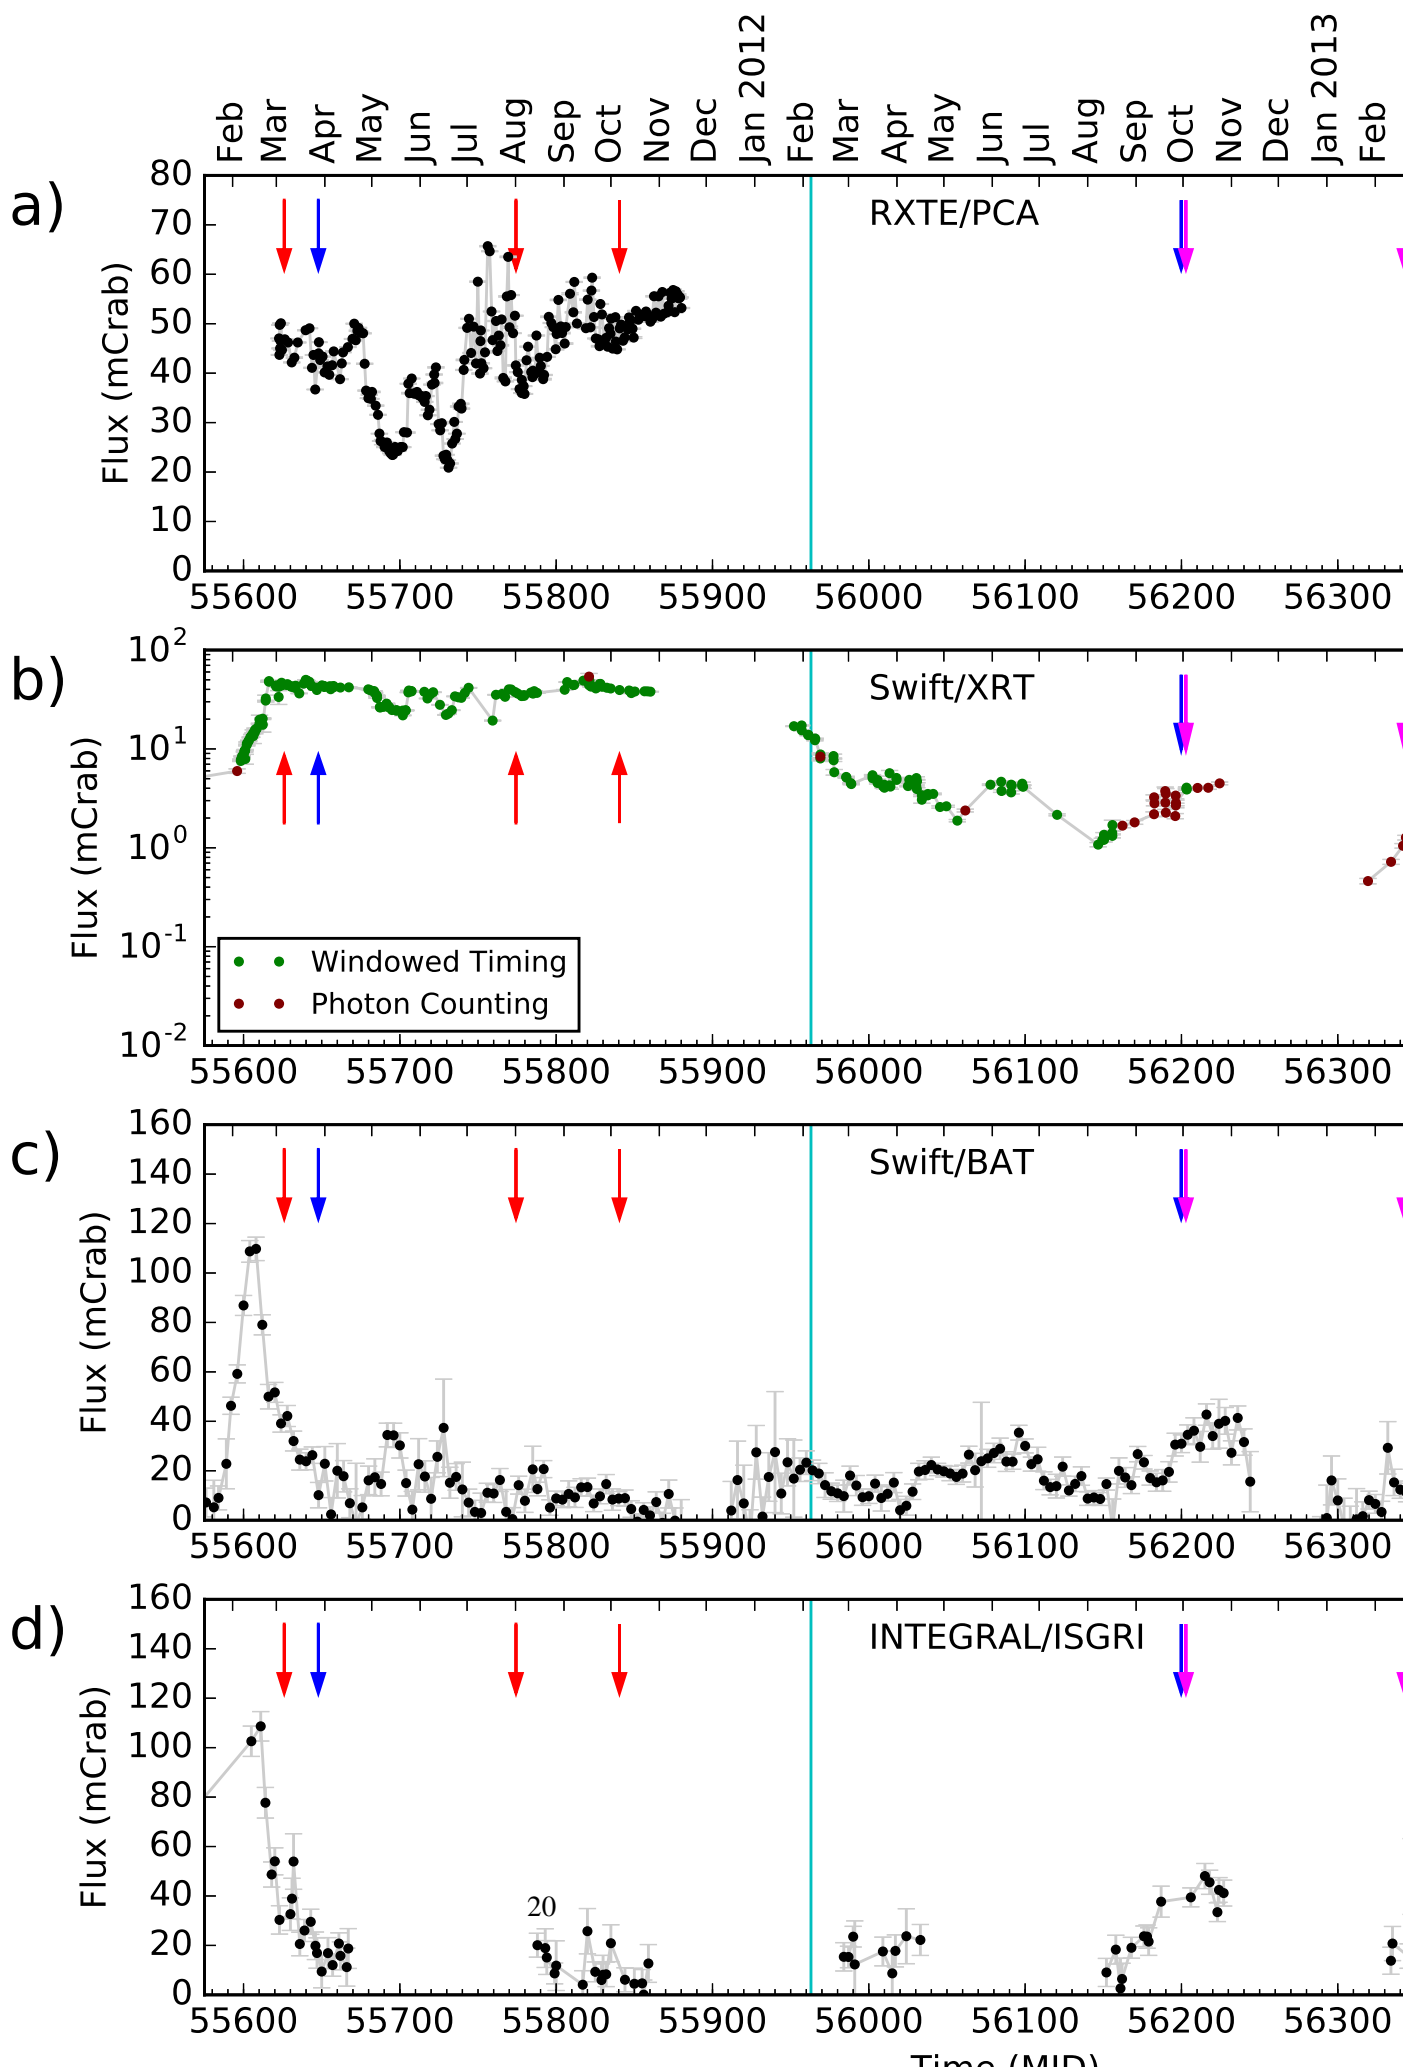 Feb Mar Apr May Jun Jul Aug Sep Oct Nov Dec Jan 2012 Feb Mar Apr May Jun Jul Aug Sep Oct Nov Dec Jan 2013 Feb
a)
RXTE/PCA
Flux (mCrab)
80
70
60
50
40
30
20
10
0
55600 55700 55800 55900 56000 56100 56200 56300
b)
Swift/XRT
Flux (mCrab)
10^2
10^1
10^0
10^-1
10^-2
Windowed Timing
Photon Counting
55600 55700 55800 55900 56000 56100 56200 56300
c)
Swift/BAT
Flux (mCrab)
160
140
120
100
80
60
40
20
0
55600 55700 55800 55900 56000 56100 56200 56300
d)
INTEGRAL/ISGRI
Flux (mCrab)
160
140
120
100
80
60
40
20
0
20
55600 55700 55800 55900 56000 56100 56200 56300
Time (MJD)